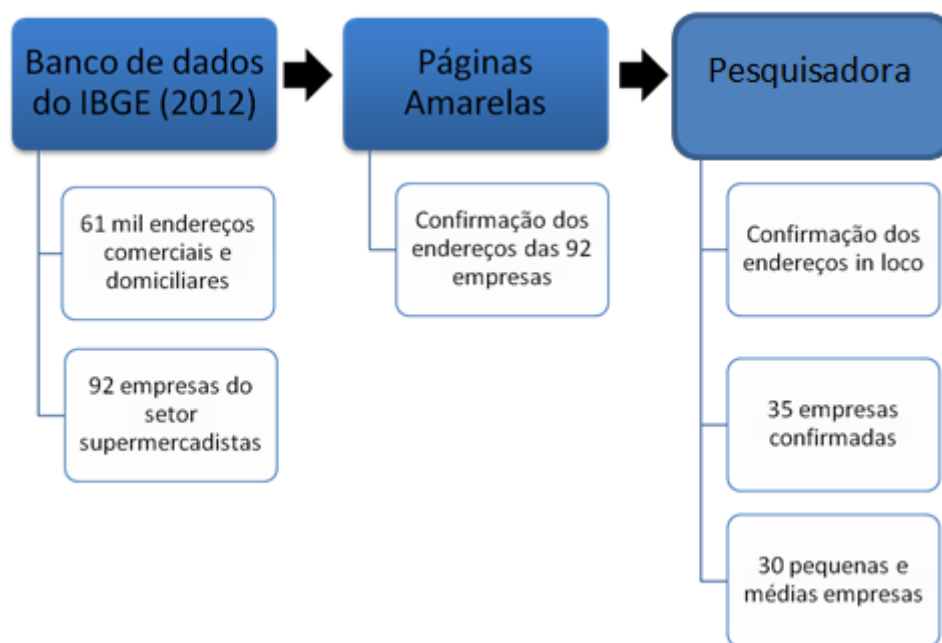 Banco de dados
do IBGE (2012)
61 mil endereços
comerciais e
domiciliares
92 empresas do
setor
supermercadistas
Páginas
Amarelas
Confirmação dos
endereços das 92
empresas
Pesquisadora
Confirmação dos
endereços in loco
35 empresas
confirmadas
30 pequenas e
médias empresas